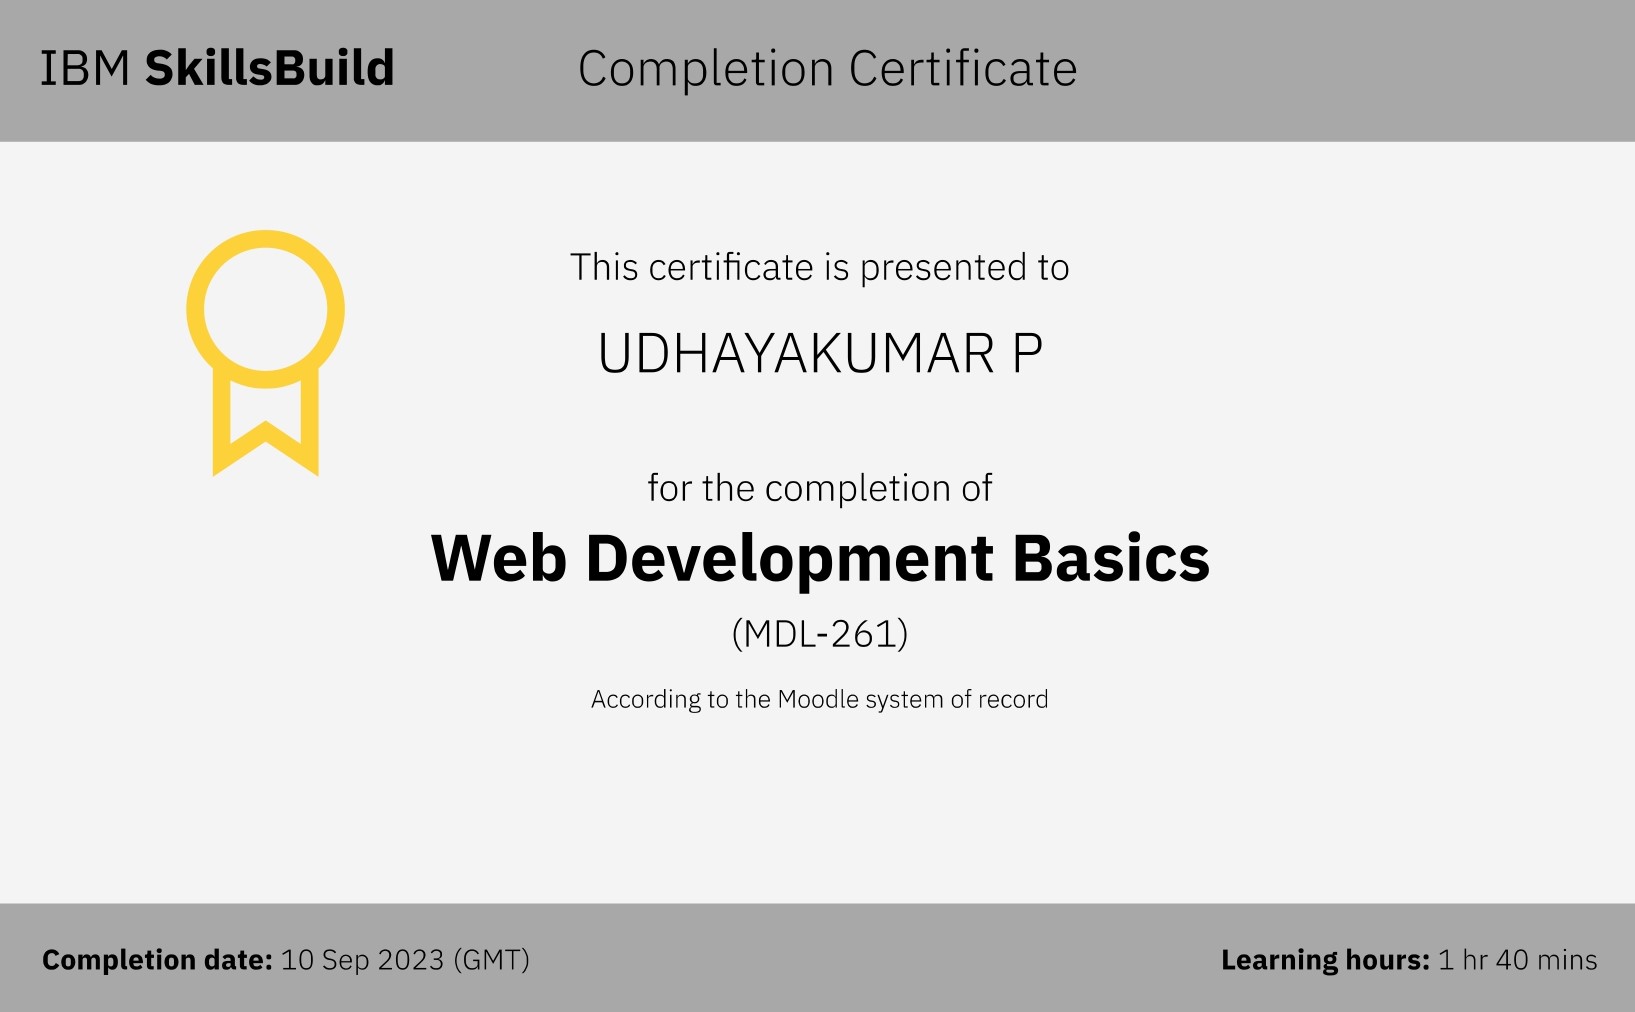 IBM SkillsBuild
Completion Certificate
This certificate is presented to
UDHAYAKUMAR P
for the completion of
Web Development Basics
(MDL-261)
According to the Moodle system of record
Completion date: 10 Sep 2023 (GMT)
Learning hours: 1 hr 40 mins